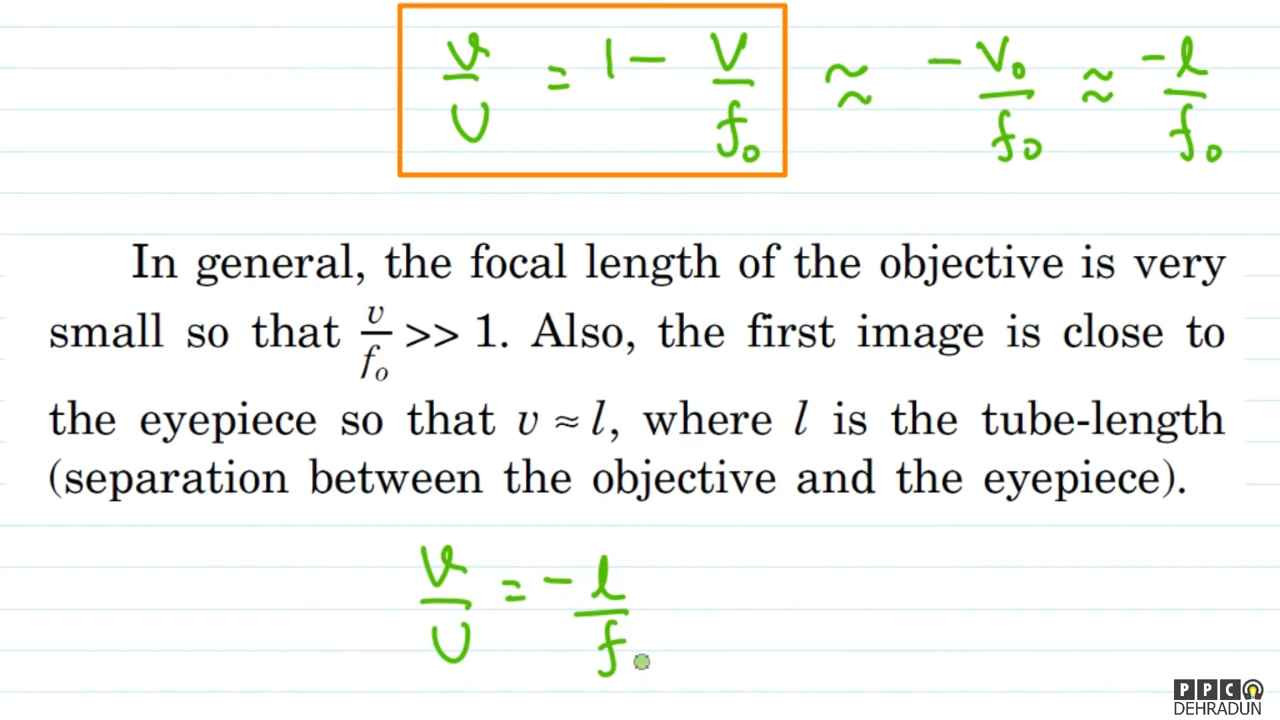 v/U = 1 - V/f₀ ≈ - V₀/f₀ ≈ -l/f₀
In general, the focal length of the objective is very
small so that v/fₒ >> 1. Also, the first image is close to
the eyepiece so that v ≈ l, where l is the tube-length
(separation between the objective and the eyepiece).
v/U = - l/f
PPC
DEHRADUN